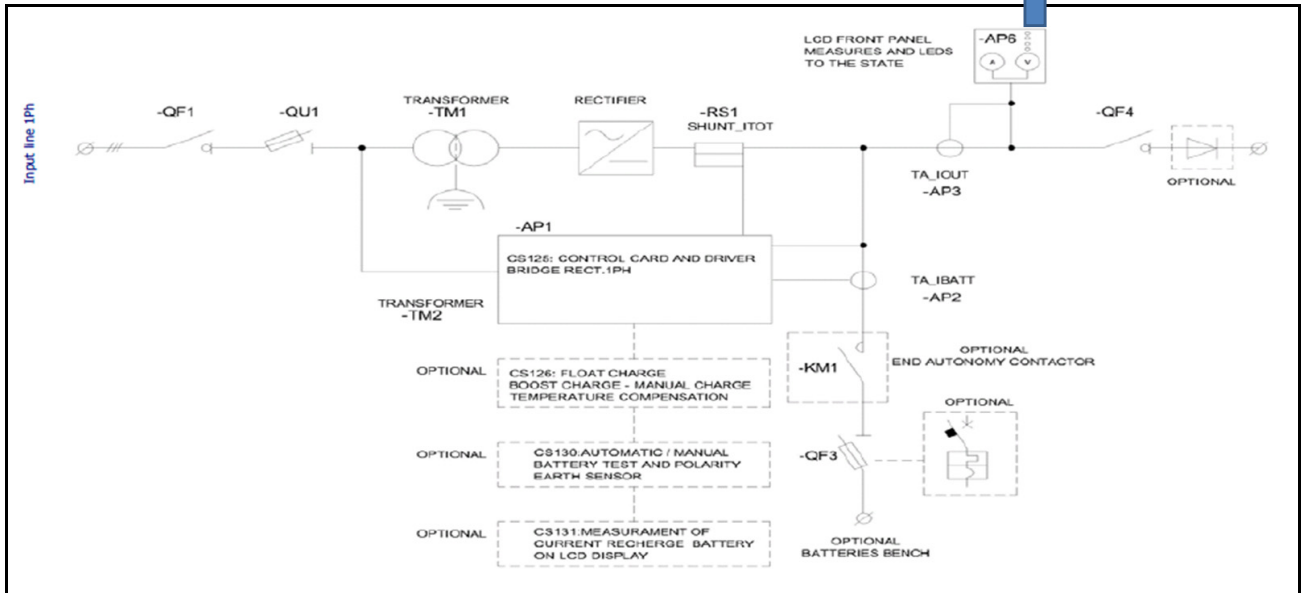 LCD FRONT PANEL
MEASURES AND LEDS
TO THE STATE
-AP6
A
V
Input line 1Ph
-QF1
-QU1
TRANSFORMER
-TM1
RECTIFIER
-RS1
SHUNT_ITOT
-QF4
TA_IOUT
-AP3
OPTIONAL
-AP1
CS125: CONTROL CARD AND DRIVER
BRIDGE RECT.1PH
TRANSFORMER
-TM2
TA_IBATT
-AP2
OPTIONAL
CS126: FLOAT CHARGE
BOOST CHARGE - MANUAL CHARGE
TEMPERATURE COMPENSATION
-KM1
OPTIONAL
END AUTONOMY CONTACTOR
OPTIONAL
OPTIONAL
CS130:AUTOMATIC / MANUAL
BATTERY TEST AND POLARITY
EARTH SENSOR
-QF3
OPTIONAL
CS131:MEASURAMENT OF
CURRENT RECHERGE BATTERY
ON LCD DISPLAY
OPTIONAL
BATTERIES BENCH